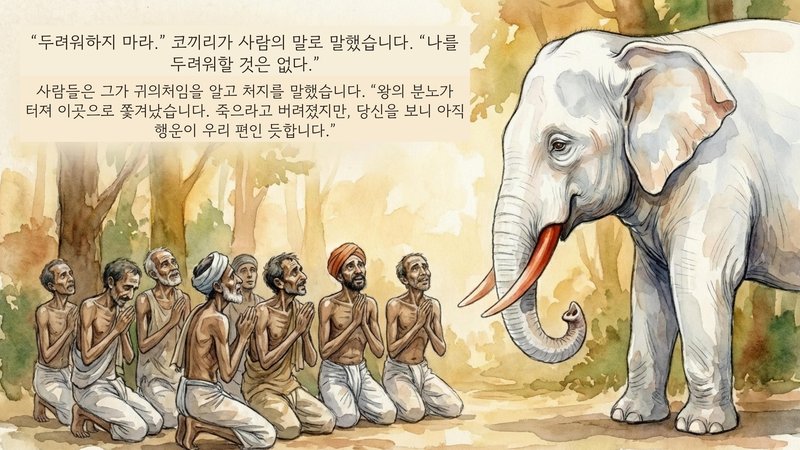 “두려워하지 마라.” 코끼리가 사람의 말로 말했습니다. “나를
두려워할 것은 없다.”
사람들은 그가 귀의처임을 알고 처지를 말했습니다. “왕의 분노가
터져 이곳으로 쫓겨났습니다. 죽으라고 버려졌지만, 당신을 보니 아직
행운이 우리 편인 듯합니다.”